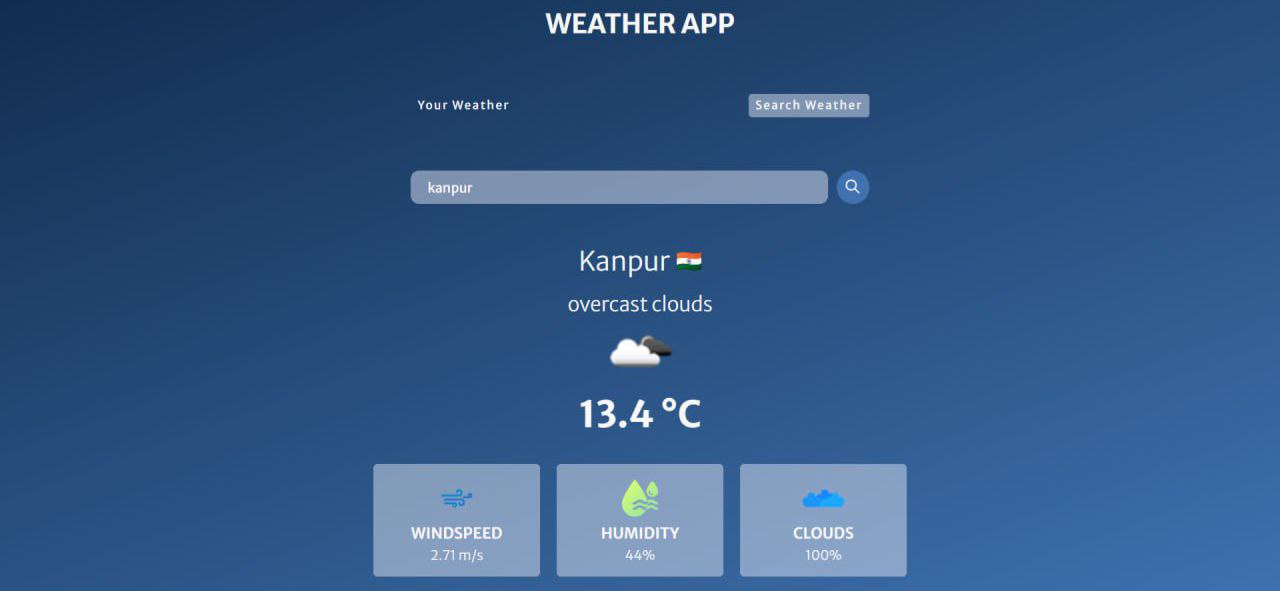 WEATHER APP
Your Weather
Search Weather
kanpur
Kanpur
overcast clouds
13.4 °C
WINDSPEED
2.71 m/s
HUMIDITY
44%
CLOUDS
100%